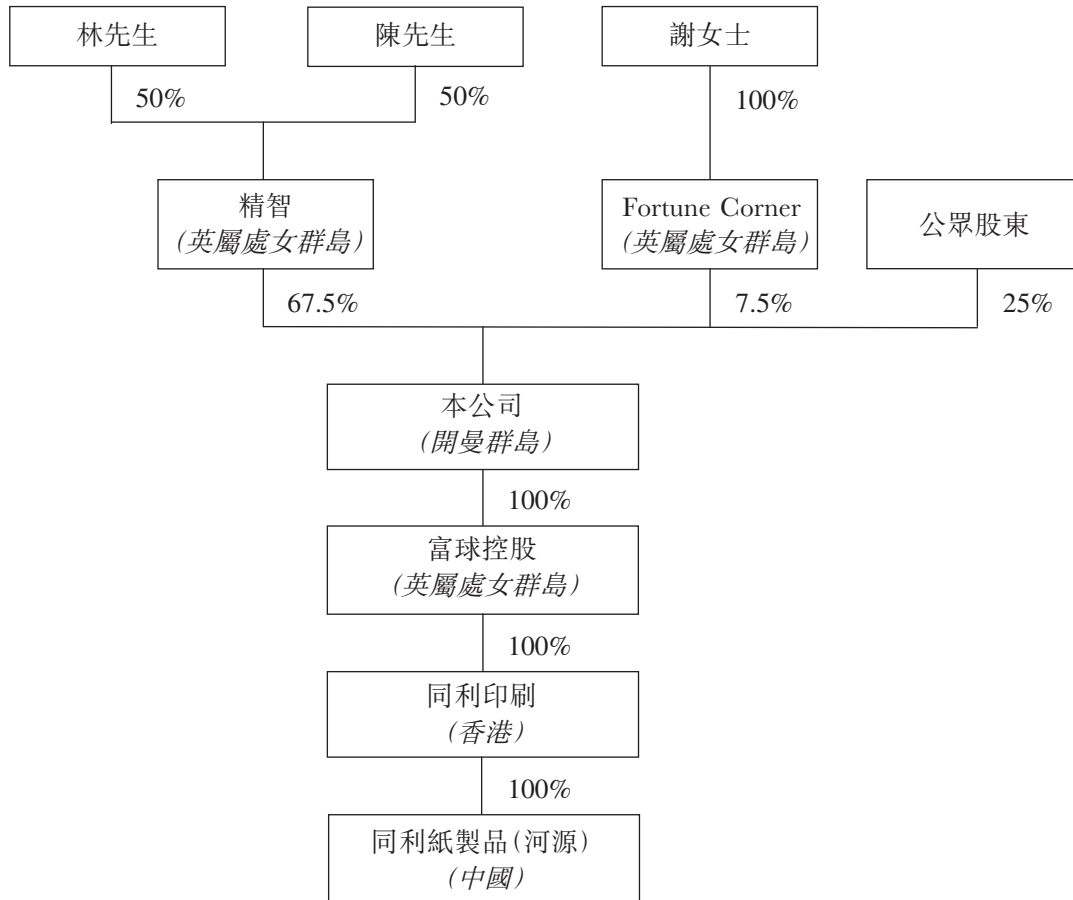 林先生
陳先生
謝女士
50%
50%
100%
精智
(英屬處女群島)
Fortune Corner
(英屬處女群島)
公眾股東
67.5%
7.5%
25%
本公司
(開曼群島)
100%
富球控股
(英屬處女群島)
100%
同利印刷
(香港)
100%
同利紙製品(河源)
(中國)